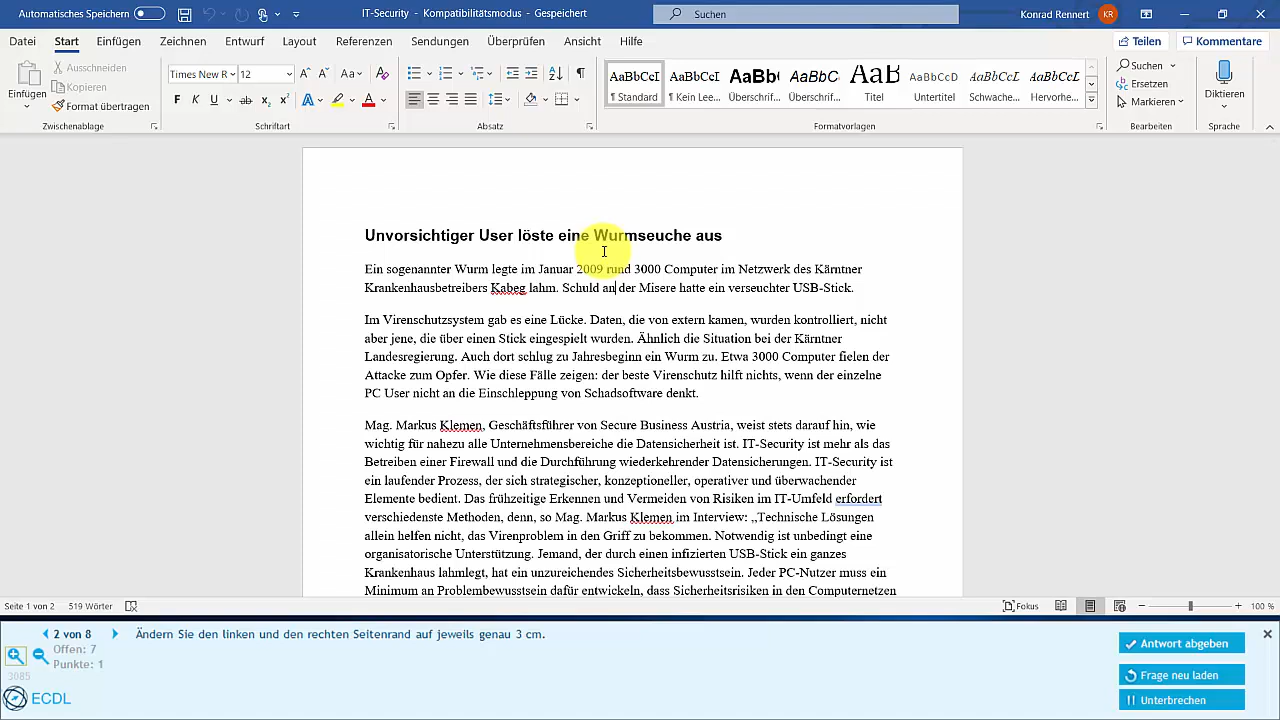 Automatisches Speichern
IT-Security - Kompatibilitätsmodus - Gespeichert
Suchen
Konrad Rennert KR
Datei Start Einfügen Zeichnen Entwurf Layout Referenzen Sendungen Überprüfen Ansicht Hilfe
Teilen Kommentare
Einfügen
Ausschneiden
Kopieren
Format übertragen
Zwischenablage
Times New R 12
Aa
F K U ab x₂ x²
Schriftart
Absatz
AaBbCcI AaBbCcI AaBb( AaBbC AaB AaBbCcD AaBbCcI AaBbCcI
¶ Standard ¶ Kein Lee... Überschrif... Überschrif... Titel Untertitel Schwache... Hervorhe...
Formatvorlagen
Suchen
Ersetzen
Markieren
Bearbeiten
Diktieren
Sprache
Unvorsichtiger User löste eine Wurmseuche aus
Ein sogenannter Wurm legte im Januar 2009 rund 3000 Computer im Netzwerk des Kärntner
Krankenhausbetreibers Kabeg lahm. Schuld an der Misere hatte ein verseuchter USB-Stick.
Im Virenschutzsystem gab es eine Lücke. Daten, die von extern kamen, wurden kontrolliert, nicht
aber jene, die über einen Stick eingespielt wurden. Ähnlich die Situation bei der Kärntner
Landesregierung. Auch dort schlug zu Jahresbeginn ein Wurm zu. Etwa 3000 Computer fielen der
Attacke zum Opfer. Wie diese Fälle zeigen: der beste Virenschutz hilft nichts, wenn der einzelne
PC User nicht an die Einschleppung von Schadsoftware denkt.
Mag. Markus Klemen, Geschäftsführer von Secure Business Austria, weist stets darauf hin, wie
wichtig für nahezu alle Unternehmensbereiche die Datensicherheit ist. IT-Security ist mehr als das
Betreiben einer Firewall und die Durchführung wiederkehrender Datensicherungen. IT-Security ist
ein laufender Prozess, der sich strategischer, konzeptioneller, operativer und überwachender
Elemente bedient. Das frühzeitige Erkennen und Vermeiden von Risiken im IT-Umfeld erfordert
verschiedenste Methoden, denn, so Mag. Markus Klemen im Interview: „Technische Lösungen
allein helfen nicht, das Virenproblem in den Griff zu bekommen. Notwendig ist unbedingt eine
organisatorische Unterstützung. Jemand, der durch einen infizierten USB-Stick ein ganzes
Krankenhaus lahmlegt, hat ein unzureichendes Sicherheitsbewusstsein. Jeder PC-Nutzer muss ein
Minimum an Problembewusstsein dafür entwickeln, dass Sicherheitsrisiken in den Computernetzen
Seite 1 von 2 519 Wörter
Fokus
100 %
2 von 8
Offen: 7
Punkte: 1
3085
ECDL
Ändern Sie den linken und den rechten Seitenrand auf jeweils genau 3 cm.
Antwort abgeben
Frage neu laden
Unterbrechen